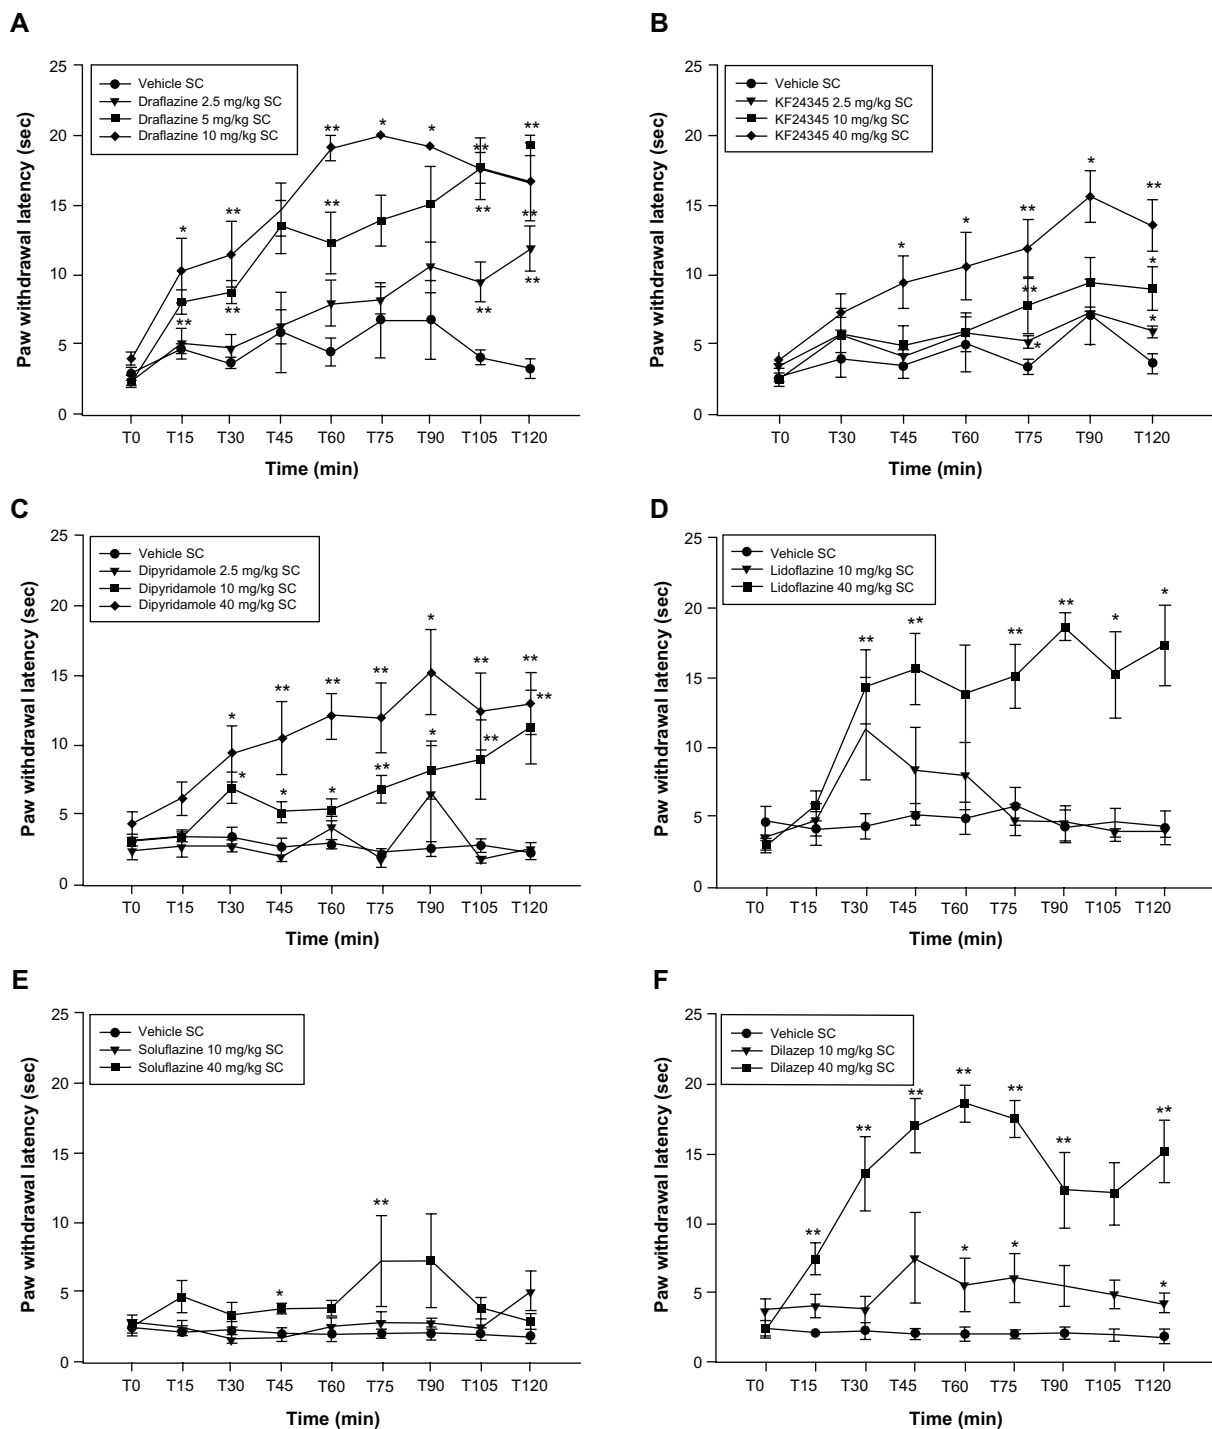 A
Paw withdrawal latency (sec)
25
20
15
10
5
0
Vehicle SC
Draflazine 2.5 mg/kg SC
Draflazine 5 mg/kg SC
Draflazine 10 mg/kg SC
* ** ** ** ** ** * * ** ** ** ** **
T0 T15 T30 T45 T60 T75 T90 T105 T120
Time (min)
B
Paw withdrawal latency (sec)
25
20
15
10
5
0
Vehicle SC
KF24345 2.5 mg/kg SC
KF24345 10 mg/kg SC
KF24345 40 mg/kg SC
* * ** ** * * ** * *
T0 T30 T45 T60 T75 T90 T120
Time (min)
C
Paw withdrawal latency (sec)
25
20
15
10
5
0
Vehicle SC
Dipyridamole 2.5 mg/kg SC
Dipyridamole 10 mg/kg SC
Dipyridamole 40 mg/kg SC
* * ** * ** * ** ** * * ** ** ** **
T0 T15 T30 T45 T60 T75 T90 T105 T120
Time (min)
D
Paw withdrawal latency (sec)
25
20
15
10
5
0
Vehicle SC
Lidoflazine 10 mg/kg SC
Lidoflazine 40 mg/kg SC
** ** ** ** * *
T0 T15 T30 T45 T60 T75 T90 T105 T120
Time (min)
E
Paw withdrawal latency (sec)
25
20
15
10
5
0
Vehicle SC
Soluflazine 10 mg/kg SC
Soluflazine 40 mg/kg SC
* **
T0 T15 T30 T45 T60 T75 T90 T105 T120
Time (min)
F
Paw withdrawal latency (sec)
25
20
15
10
5
0
Vehicle SC
Dilazep 10 mg/kg SC
Dilazep 40 mg/kg SC
** ** ** ** * ** * ** ** *
T0 T15 T30 T45 T60 T75 T90 T105 T120
Time (min)